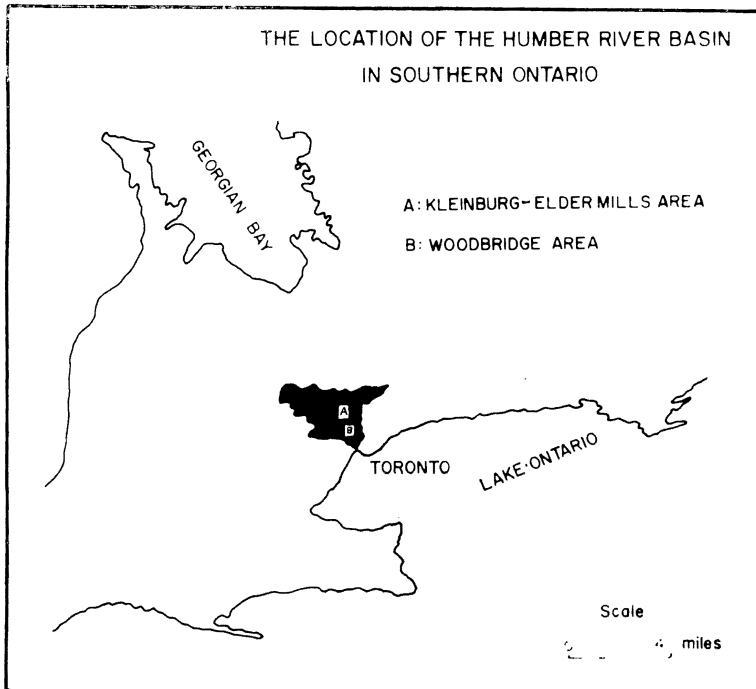 THE LOCATION OF THE HUMBER RIVER BASIN
IN SOUTHERN ONTARIO
GEORGIAN BAY
A: KLEINBURG-ELDER MILLS AREA
B: WOODBRIDGE AREA
A
B
TORONTO
LAKE·ONTARIO
Scale
miles